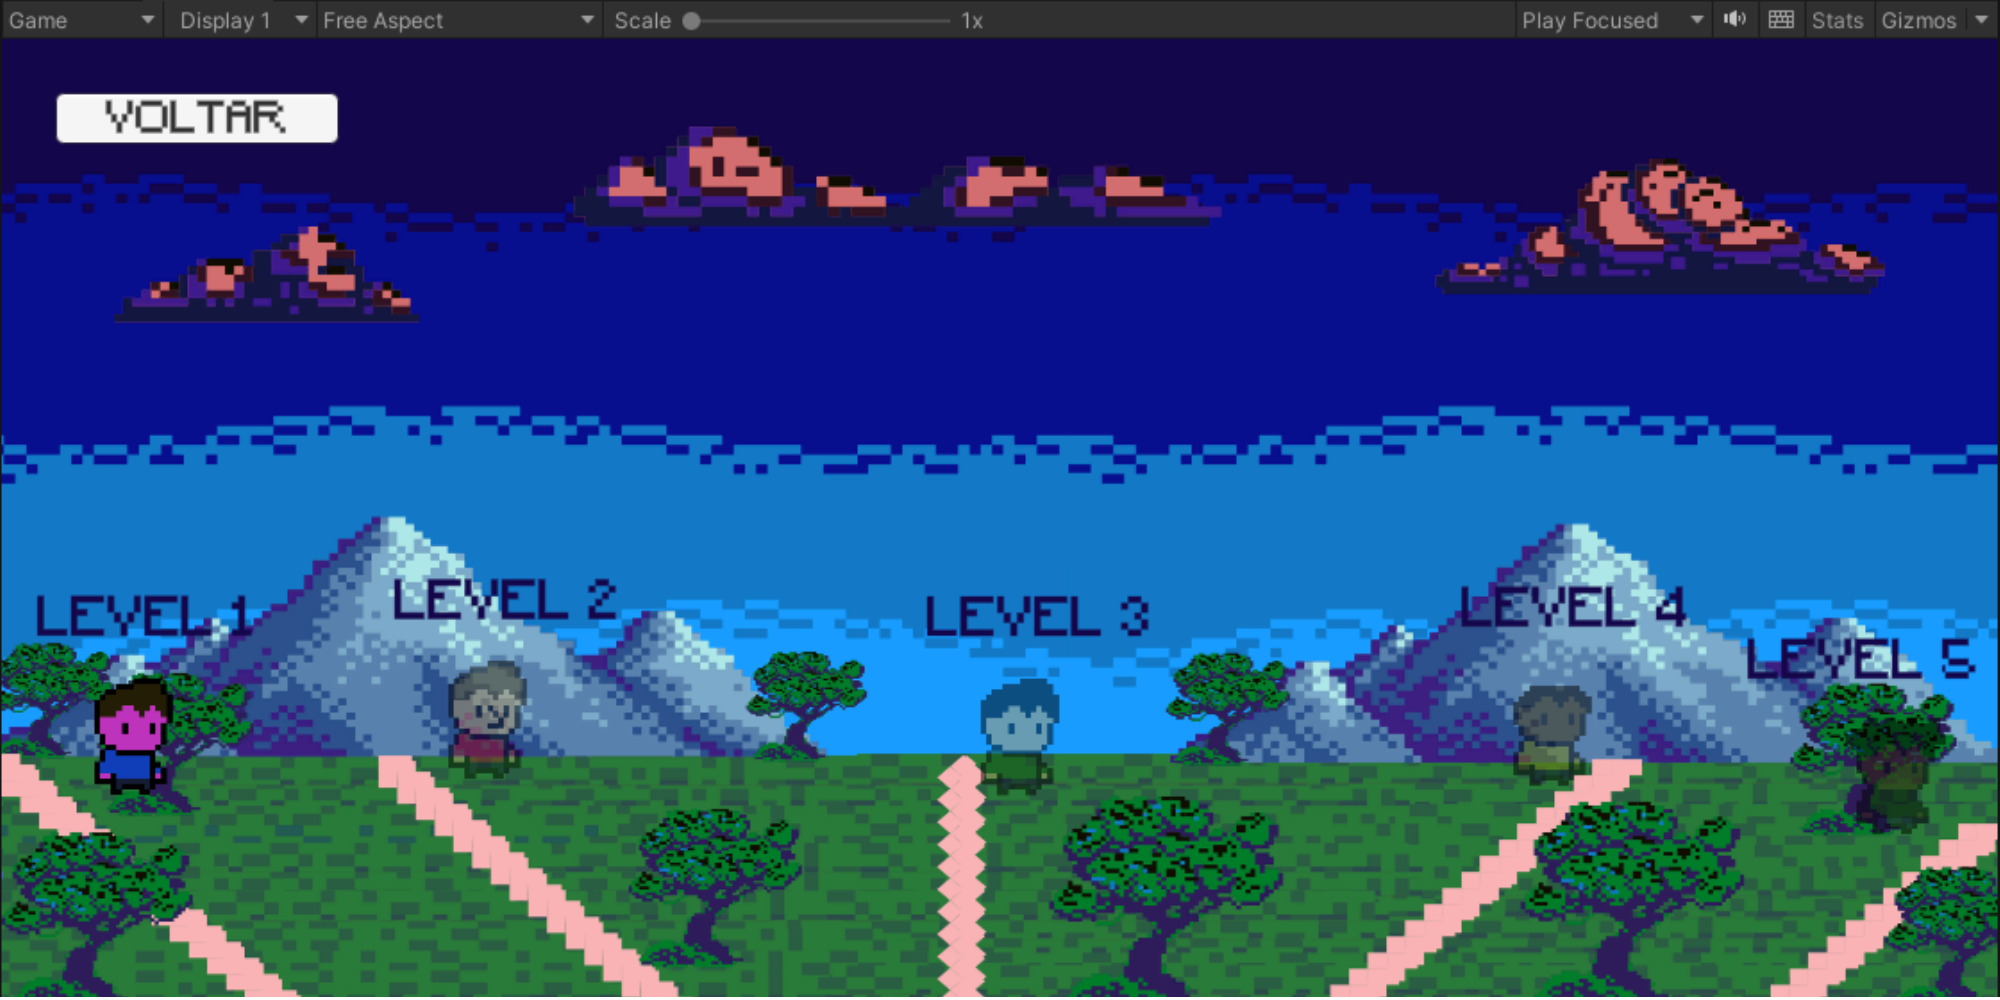 Game Display 1 Free Aspect Scale 1x Play Focused Stats Gizmos
VOLTAR
LEVEL 1
LEVEL 2
LEVEL 3
LEVEL 4
LEVEL 5